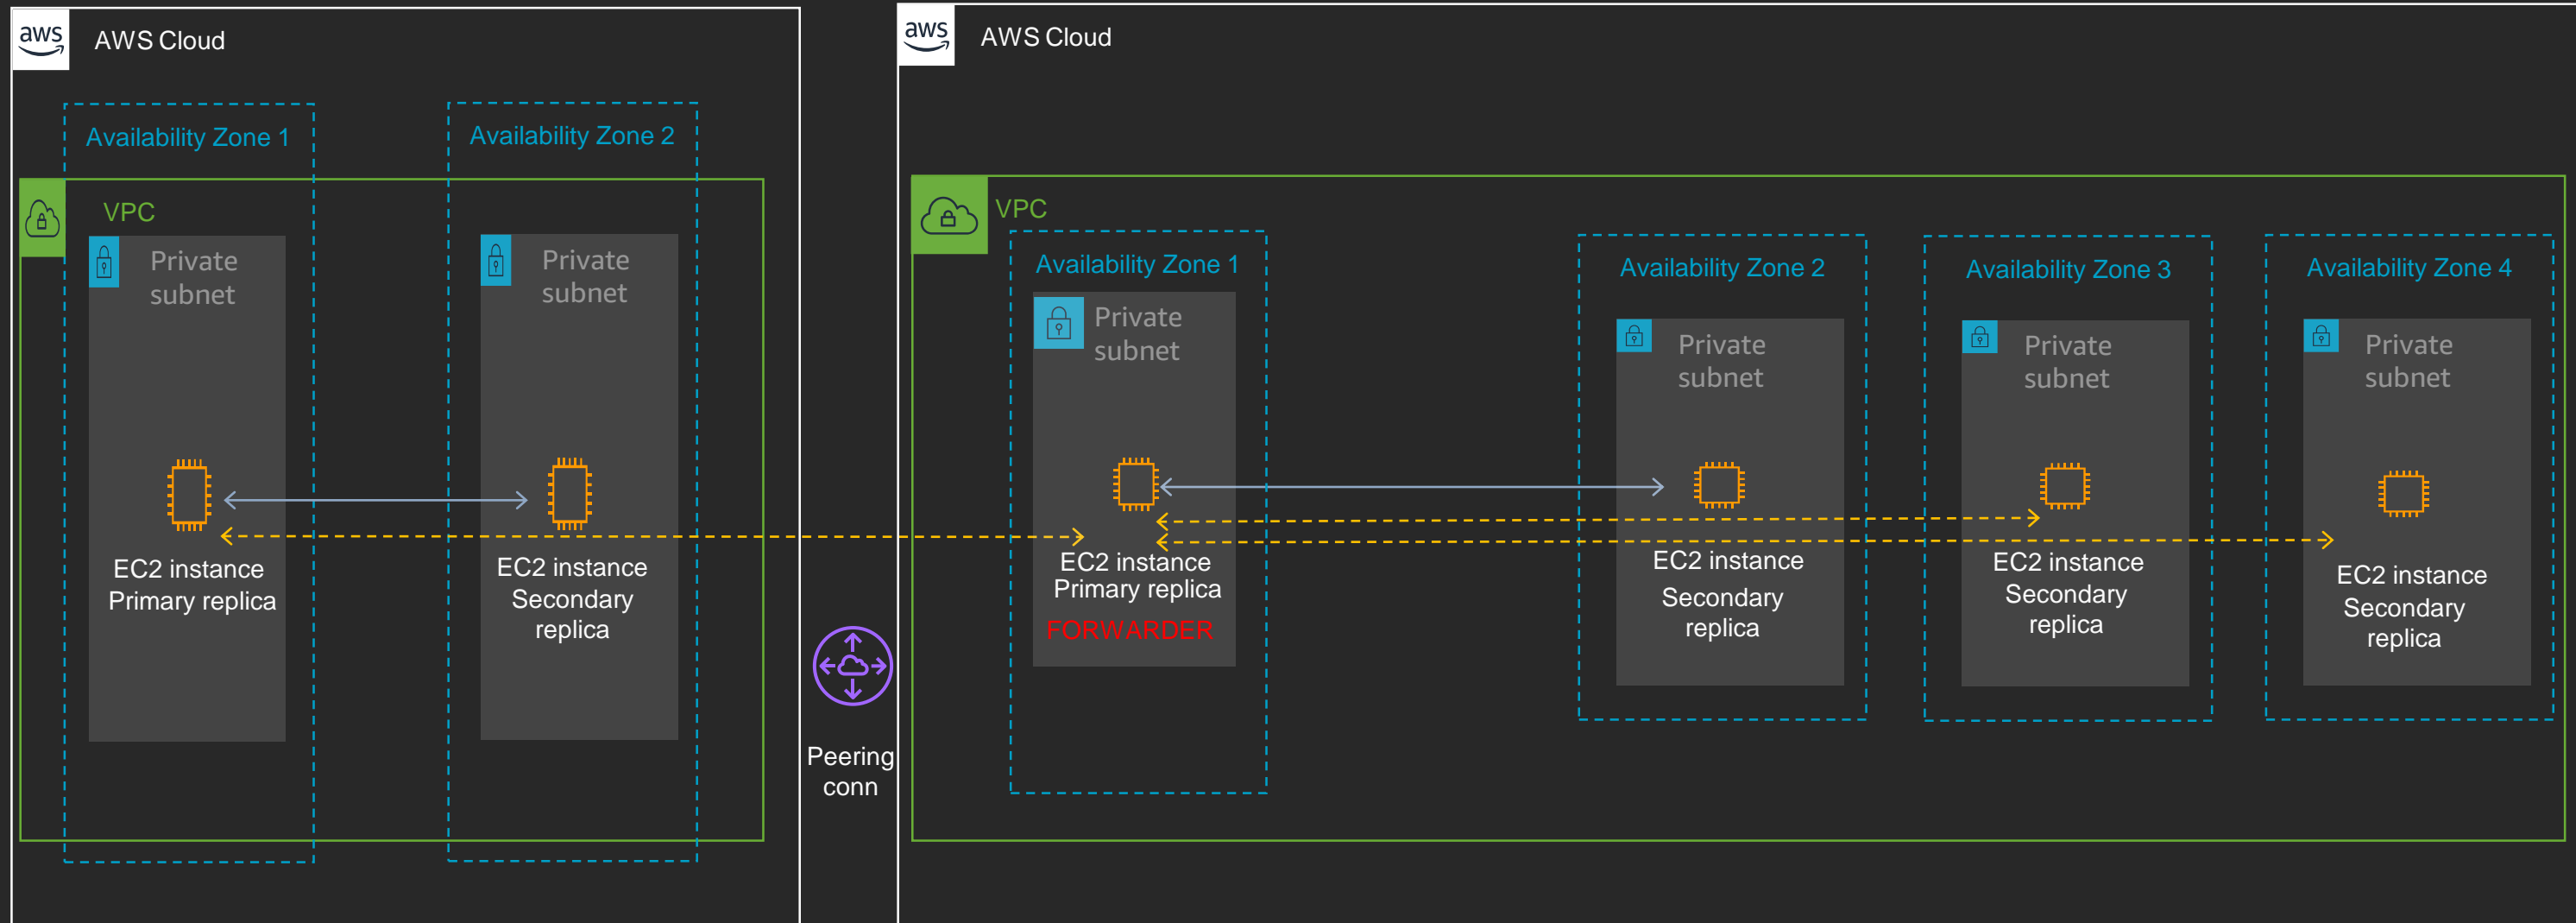 aws
AWS Cloud
Availability Zone 1
Availability Zone 2
VPC
Private
subnet
Private
subnet
EC2 instance
Primary replica
EC2 instance
Secondary
replica
Peering
conn
aws
AWS Cloud
VPC
Availability Zone 1
Private
subnet
EC2 instance
Primary replica
FORWARDER
Availability Zone 2
Private
subnet
EC2 instance
Secondary
replica
Availability Zone 3
Private
subnet
EC2 instance
Secondary
replica
Availability Zone 4
Private
subnet
EC2 instance
Secondary
replica